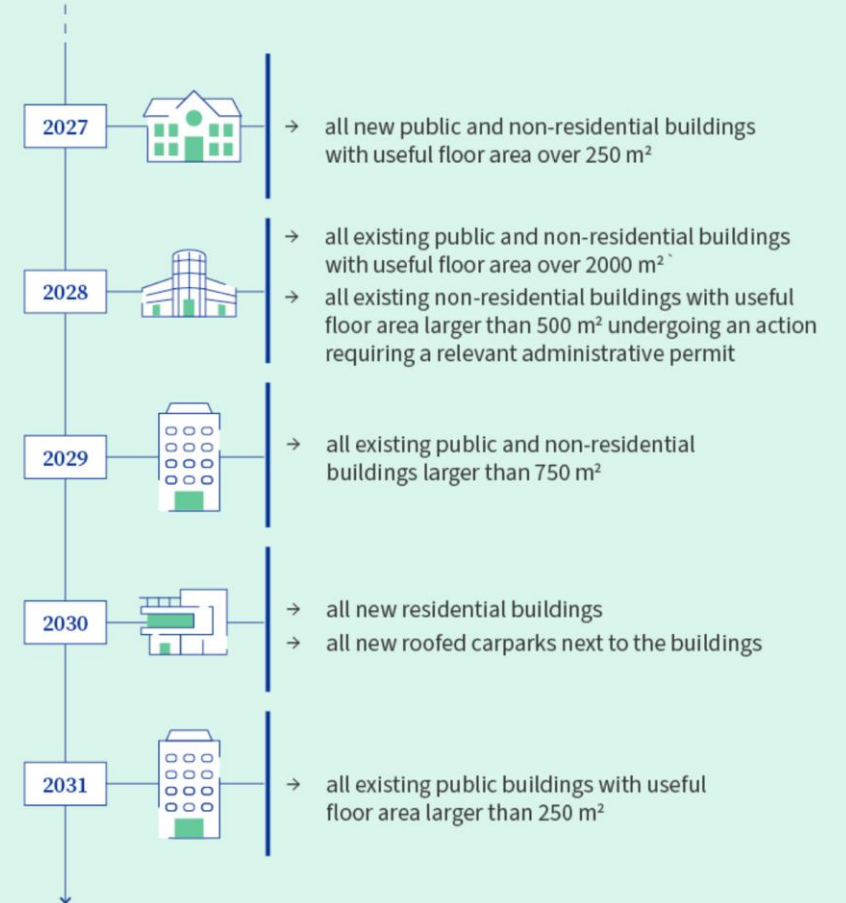 2027
→ all new public and non-residential buildings
with useful floor area over 250 m²
2028
→ all existing public and non-residential buildings
with useful floor area over 2000 m²`
→ all existing non-residential buildings with useful
floor area larger than 500 m² undergoing an action
requiring a relevant administrative permit
2029
→ all existing public and non-residential
buildings larger than 750 m²
2030
→ all new residential buildings
→ all new roofed carparks next to the buildings
2031
→ all existing public buildings with useful
floor area larger than 250 m²